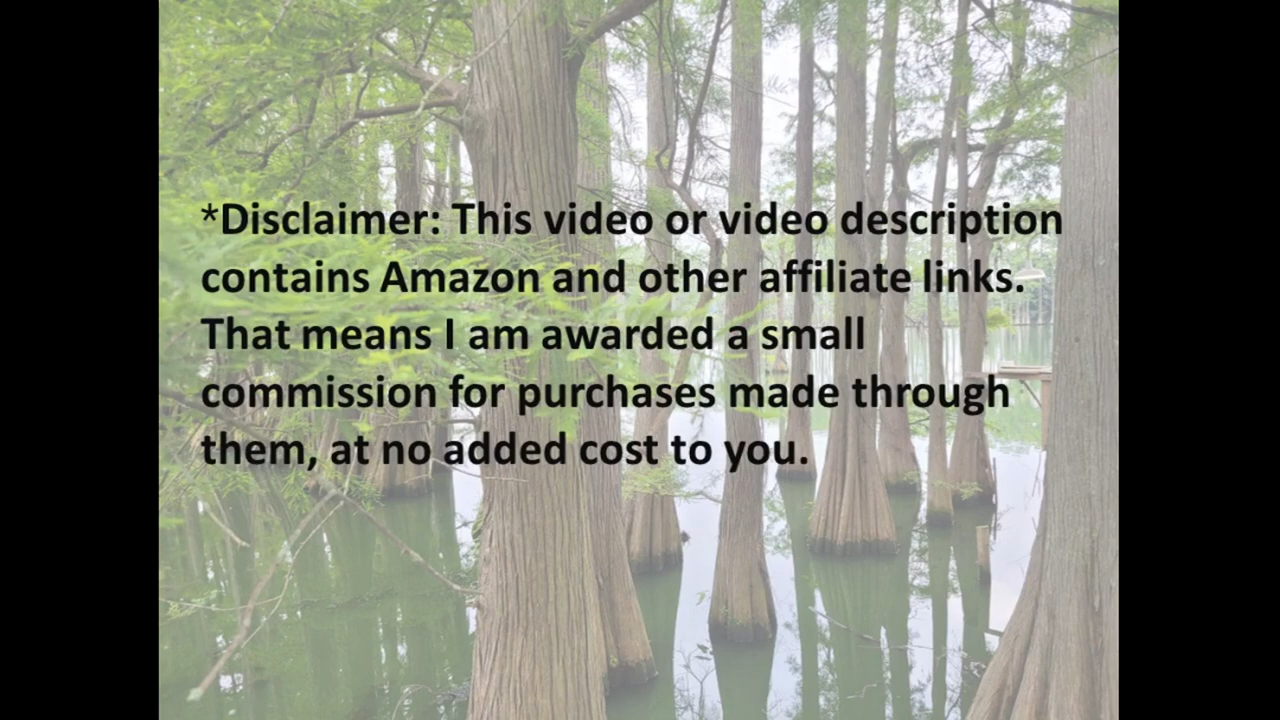 *Disclaimer: This video or video description
contains Amazon and other affiliate links.
That means I am awarded a small
commission for purchases made through
them, at no added cost to you.